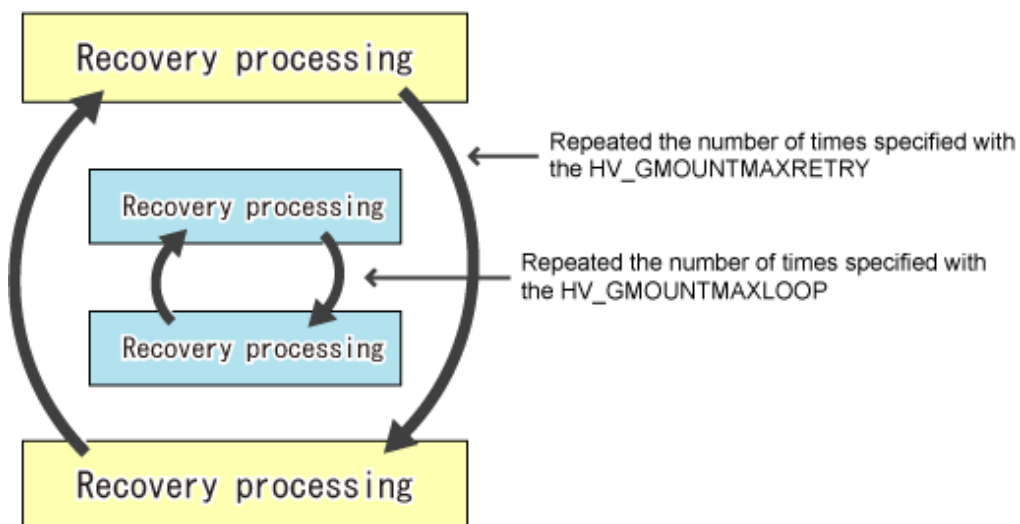 Recovery processing
Repeated the number of times specified with
the HV_GMOUNTMAXRETRY
Recovery processing
Repeated the number of times specified with
the HV_GMOUNTMAXLOOP
Recovery processing
Recovery processing